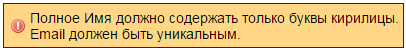 Полное Имя должно содержать только буквы кирилицы.
Email должен быть уникальным.